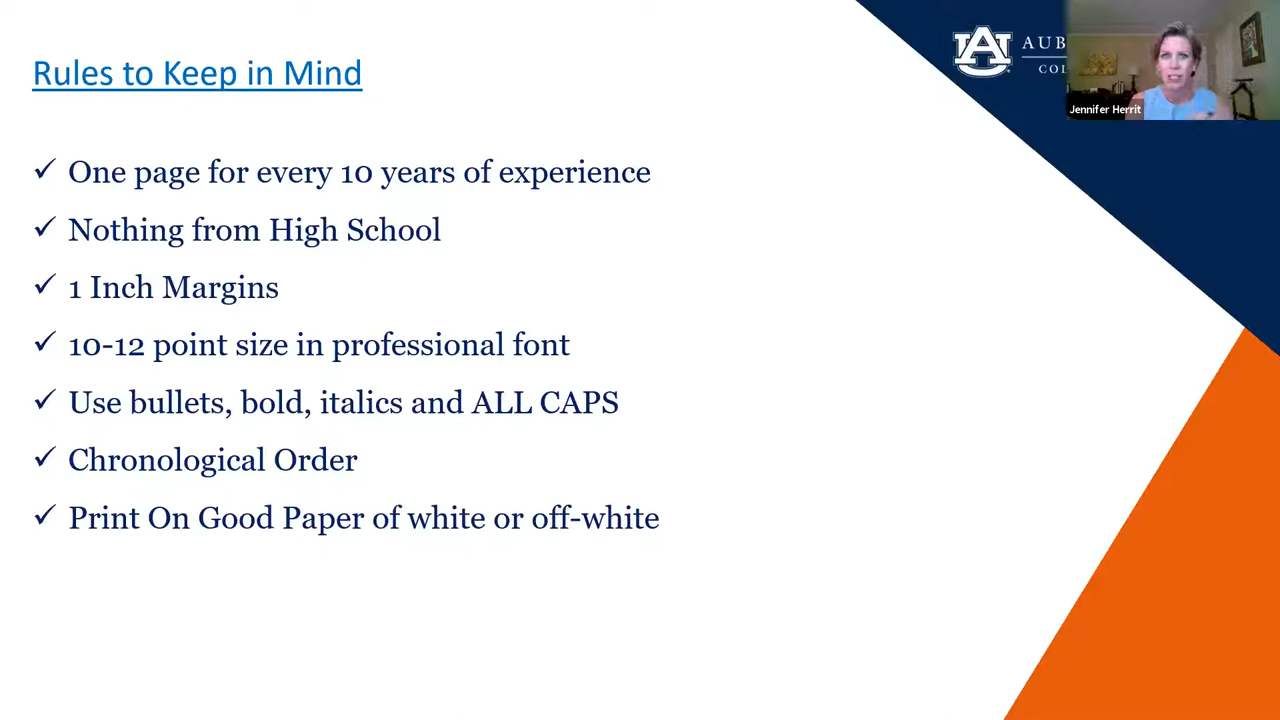 Rules to Keep in Mind
AUB
COL
Jennifer Herrit
✓ One page for every 10 years of experience
✓ Nothing from High School
✓ 1 Inch Margins
✓ 10-12 point size in professional font
✓ Use bullets, bold, italics and ALL CAPS
✓ Chronological Order
✓ Print On Good Paper of white or off-white